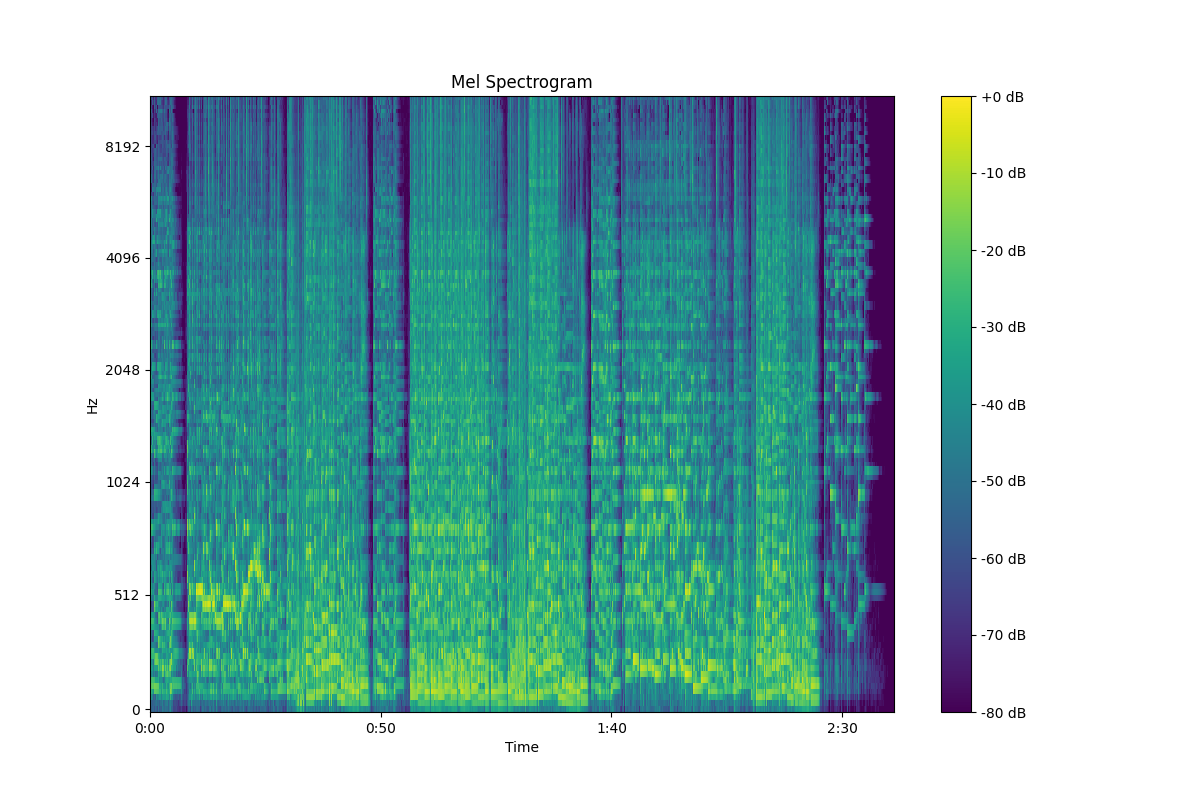 Mel Spectrogram
8192
4096
2048
1024
512
0
Hz
0:00
0:50
1:40
2:30
Time
+0 dB
-10 dB
-20 dB
-30 dB
-40 dB
-50 dB
-60 dB
-70 dB
-80 dB